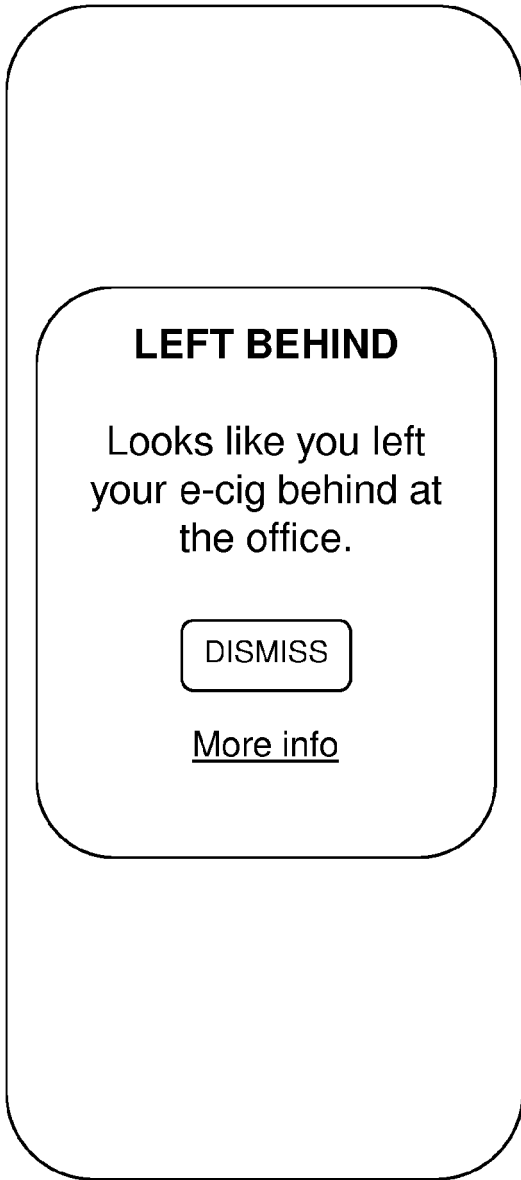 LEFT BEHIND
Looks like you left
your e-cig behind at
the office.
DISMISS
More info